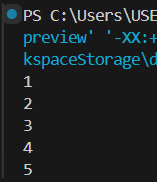 PS C:\Users\USE
preview' '-XX:+
kspaceStorage\d
1
2
3
4
5